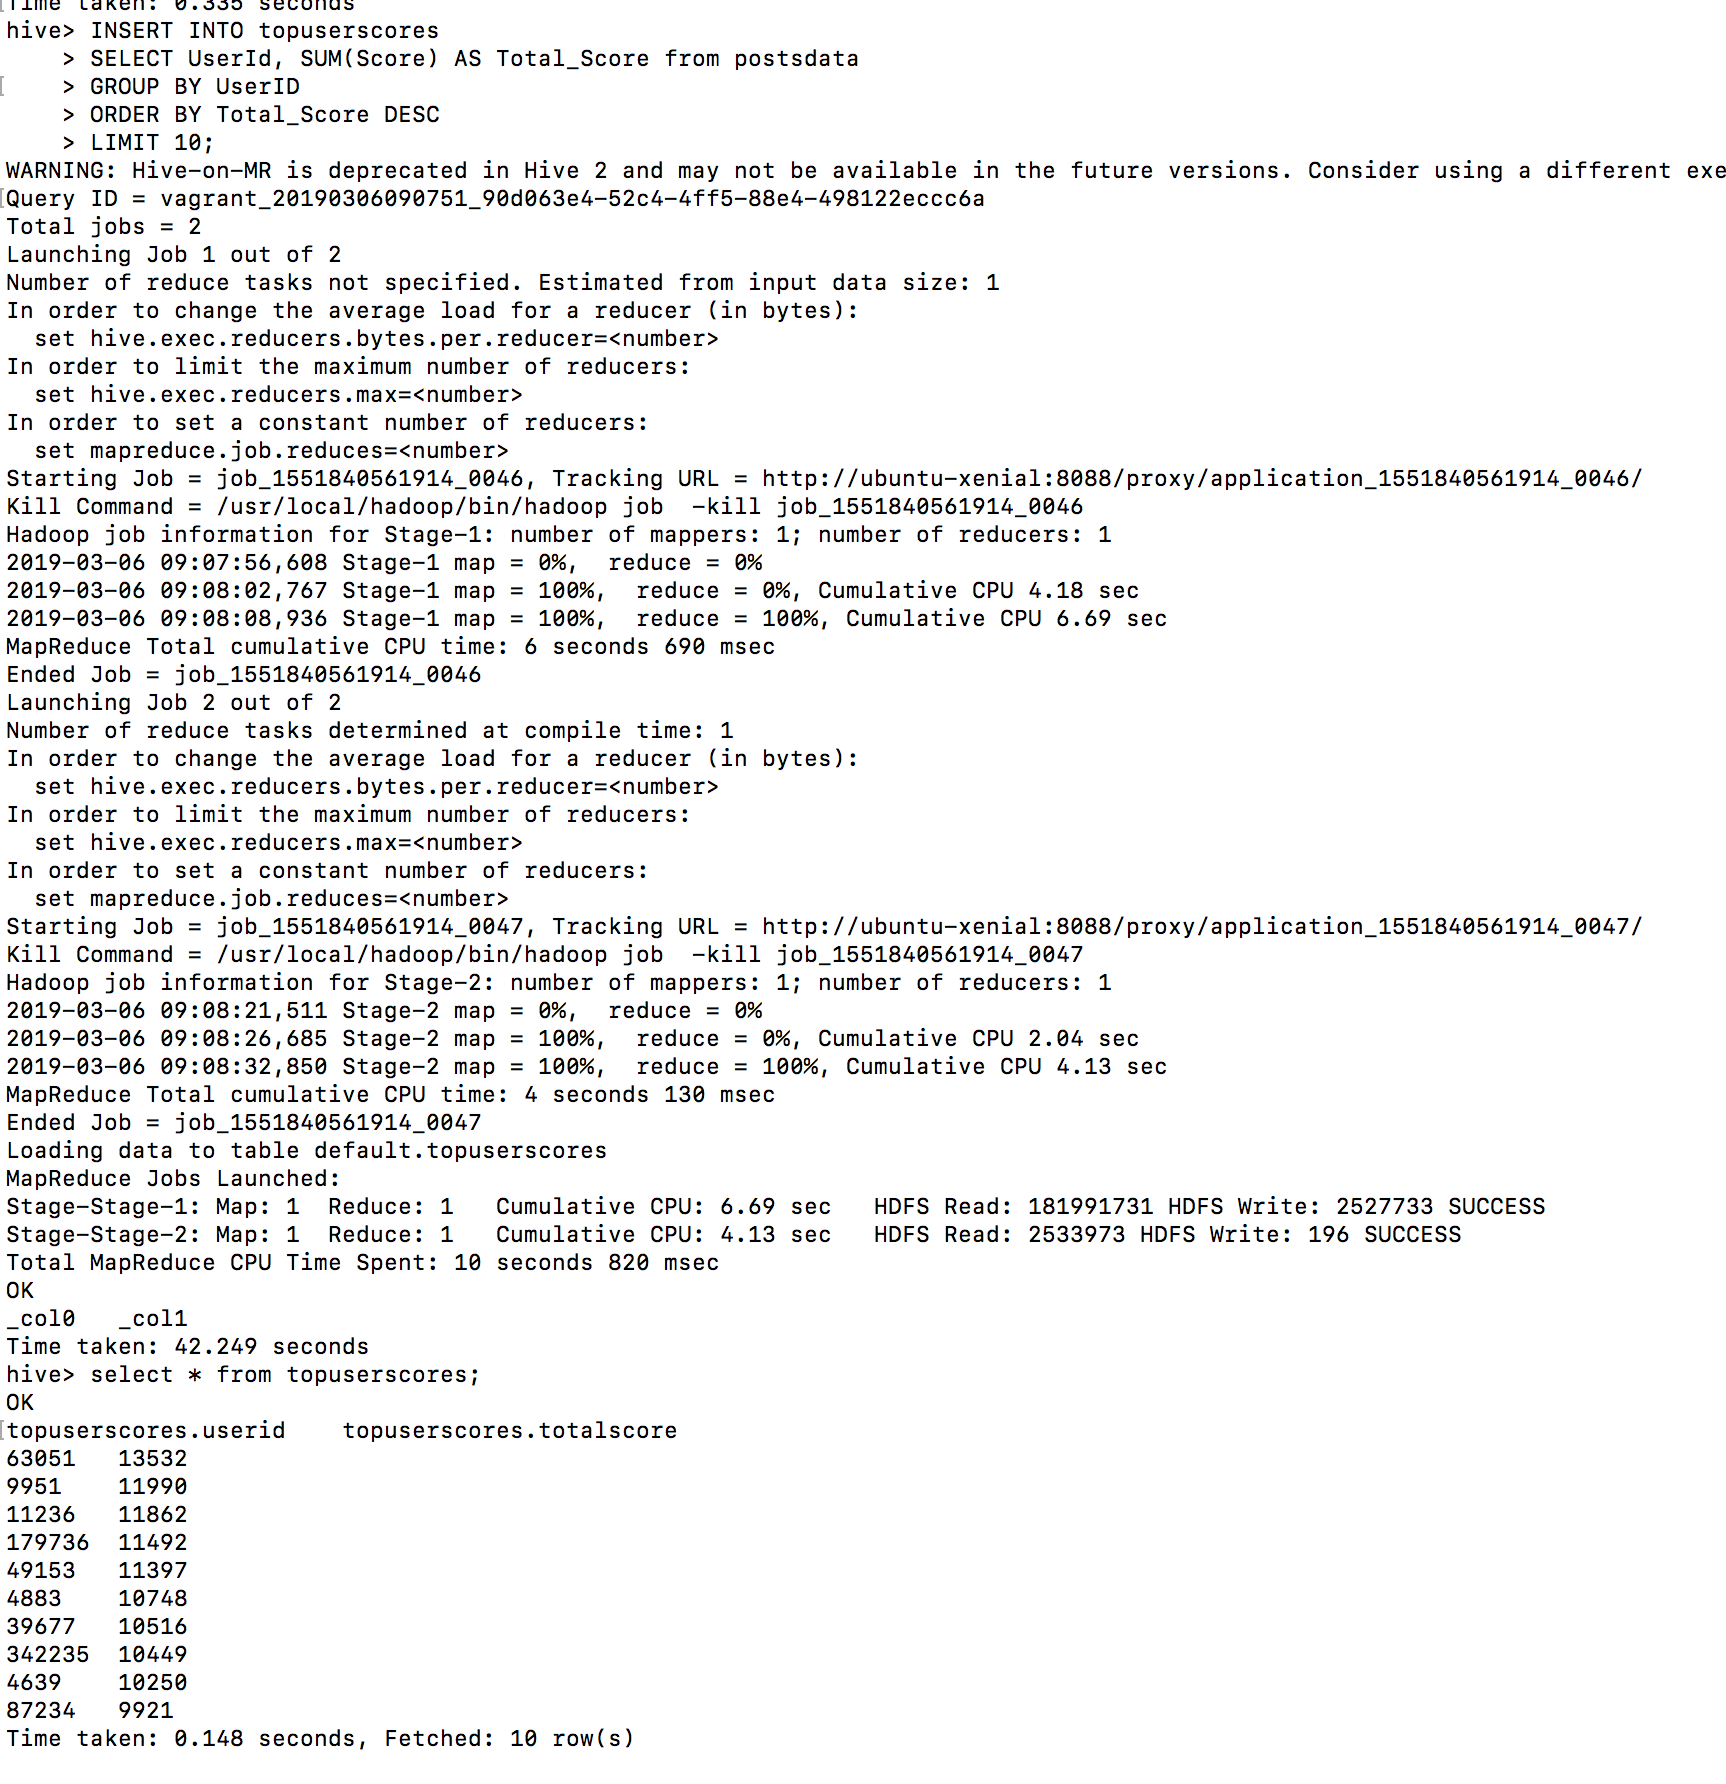 Time taken: 0.335 seconds
hive> INSERT INTO topuserscores
    > SELECT UserId, SUM(Score) AS Total_Score from postsdata
    > GROUP BY UserID
    > ORDER BY Total_Score DESC
    > LIMIT 10;
WARNING: Hive-on-MR is deprecated in Hive 2 and may not be available in the future versions. Consider using a different exe
Query ID = vagrant_20190306090751_90d063e4-52c4-4ff5-88e4-498122eccc6a
Total jobs = 2
Launching Job 1 out of 2
Number of reduce tasks not specified. Estimated from input data size: 1
In order to change the average load for a reducer (in bytes):
  set hive.exec.reducers.bytes.per.reducer=<number>
In order to limit the maximum number of reducers:
  set hive.exec.reducers.max=<number>
In order to set a constant number of reducers:
  set mapreduce.job.reduces=<number>
Starting Job = job_1551840561914_0046, Tracking URL = http://ubuntu-xenial:8088/proxy/application_1551840561914_0046/
Kill Command = /usr/local/hadoop/bin/hadoop job  -kill job_1551840561914_0046
Hadoop job information for Stage-1: number of mappers: 1; number of reducers: 1
2019-03-06 09:07:56,608 Stage-1 map = 0%,  reduce = 0%
2019-03-06 09:08:02,767 Stage-1 map = 100%,  reduce = 0%, Cumulative CPU 4.18 sec
2019-03-06 09:08:08,936 Stage-1 map = 100%,  reduce = 100%, Cumulative CPU 6.69 sec
MapReduce Total cumulative CPU time: 6 seconds 690 msec
Ended Job = job_1551840561914_0046
Launching Job 2 out of 2
Number of reduce tasks determined at compile time: 1
In order to change the average load for a reducer (in bytes):
  set hive.exec.reducers.bytes.per.reducer=<number>
In order to limit the maximum number of reducers:
  set hive.exec.reducers.max=<number>
In order to set a constant number of reducers:
  set mapreduce.job.reduces=<number>
Starting Job = job_1551840561914_0047, Tracking URL = http://ubuntu-xenial:8088/proxy/application_1551840561914_0047/
Kill Command = /usr/local/hadoop/bin/hadoop job  -kill job_1551840561914_0047
Hadoop job information for Stage-2: number of mappers: 1; number of reducers: 1
2019-03-06 09:08:21,511 Stage-2 map = 0%,  reduce = 0%
2019-03-06 09:08:26,685 Stage-2 map = 100%,  reduce = 0%, Cumulative CPU 2.04 sec
2019-03-06 09:08:32,850 Stage-2 map = 100%,  reduce = 100%, Cumulative CPU 4.13 sec
MapReduce Total cumulative CPU time: 4 seconds 130 msec
Ended Job = job_1551840561914_0047
Loading data to table default.topuserscores
MapReduce Jobs Launched:
Stage-Stage-1: Map: 1  Reduce: 1   Cumulative CPU: 6.69 sec   HDFS Read: 181991731 HDFS Write: 2527733 SUCCESS
Stage-Stage-2: Map: 1  Reduce: 1   Cumulative CPU: 4.13 sec   HDFS Read: 2533973 HDFS Write: 196 SUCCESS
Total MapReduce CPU Time Spent: 10 seconds 820 msec
OK
_col0   _col1
Time taken: 42.249 seconds
hive> select * from topuserscores;
OK
topuserscores.userid    topuserscores.totalscore
63051   13532
9951    11990
11236   11862
179736  11492
49153   11397
4883    10748
39677   10516
342235  10449
4639    10250
87234   9921
Time taken: 0.148 seconds, Fetched: 10 row(s)